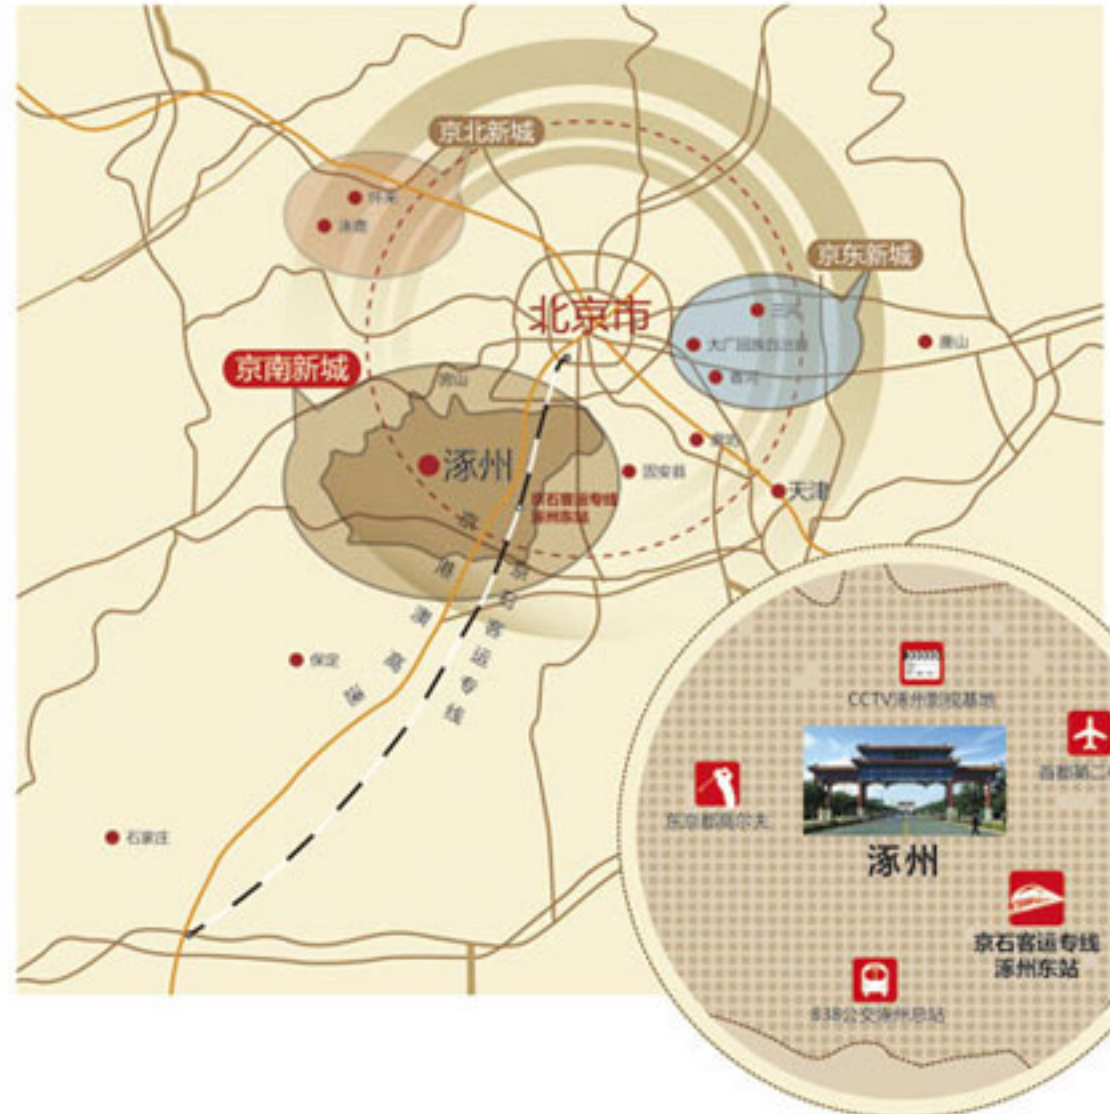 京北新城
怀来
涿鹿
京东新城
北京市
三河
大厂回族自治县
香河
唐山
京南新城
房山
涿州
廊坊
固安县
天津
京石客运专线
涿州东站
京港澳高速
京石客运专线
保定
石家庄
CCTV涿州影视基地
首都第二
东京都高尔夫
涿州
京石客运专线
涿州东站
838公交涿州总站